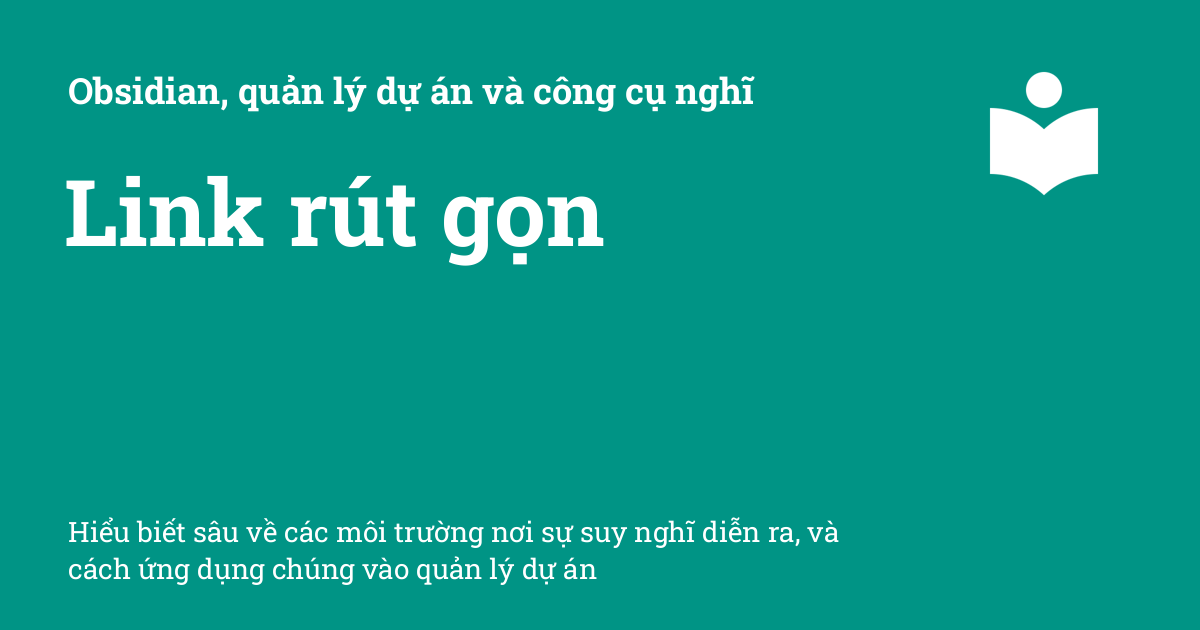 Obsidian, quản lý dự án và công cụ nghĩ
Link rút gọn
Hiểu biết sâu về các môi trường nơi sự suy nghĩ diễn ra, và
cách ứng dụng chúng vào quản lý dự án